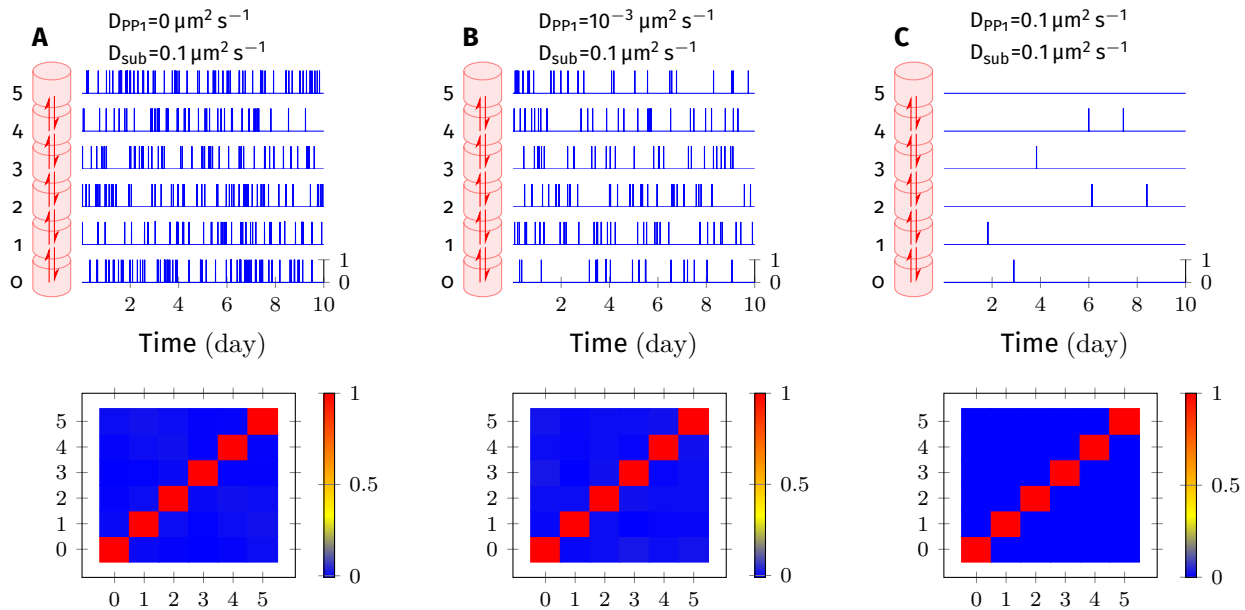 A
D_PP1=0 μm² s⁻¹
D_sub=0.1 μm² s⁻¹
5
4
3
2
1
0
1
0
2 4 6 8 10
Time (day)
5
4
3
2
1
0
0 1 2 3 4 5
1
0.5
0
B
D_PP1=10⁻³ μm² s⁻¹
D_sub=0.1 μm² s⁻¹
5
4
3
2
1
0
1
0
2 4 6 8 10
Time (day)
5
4
3
2
1
0
0 1 2 3 4 5
1
0.5
0
C
D_PP1=0.1 μm² s⁻¹
D_sub=0.1 μm² s⁻¹
5
4
3
2
1
0
1
0
2 4 6 8 10
Time (day)
5
4
3
2
1
0
0 1 2 3 4 5
1
0.5
0